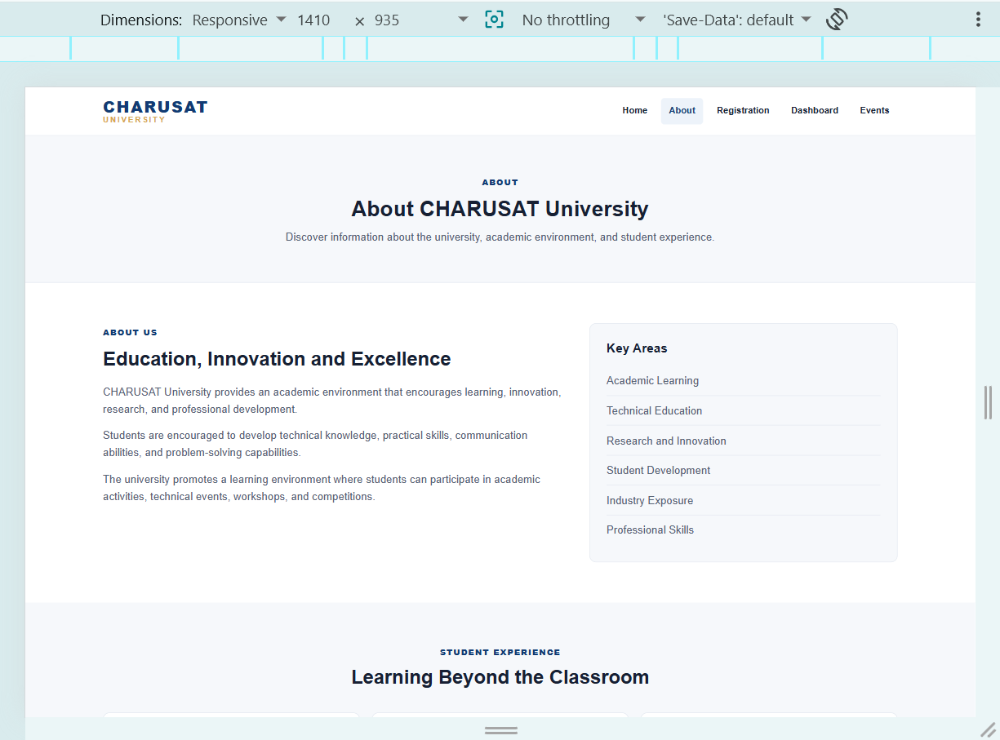 Dimensions: Responsive 1410 × 935 No throttling 'Save-Data': default
CHARUSAT
UNIVERSITY
Home About Registration Dashboard Events
ABOUT
About CHARUSAT University
Discover information about the university, academic environment, and student experience.
ABOUT US
Education, Innovation and Excellence
CHARUSAT University provides an academic environment that encourages learning, innovation,
research, and professional development.
Students are encouraged to develop technical knowledge, practical skills, communication
abilities, and problem-solving capabilities.
The university promotes a learning environment where students can participate in academic
activities, technical events, workshops, and competitions.
Key Areas
Academic Learning
Technical Education
Research and Innovation
Student Development
Industry Exposure
Professional Skills
STUDENT EXPERIENCE
Learning Beyond the Classroom